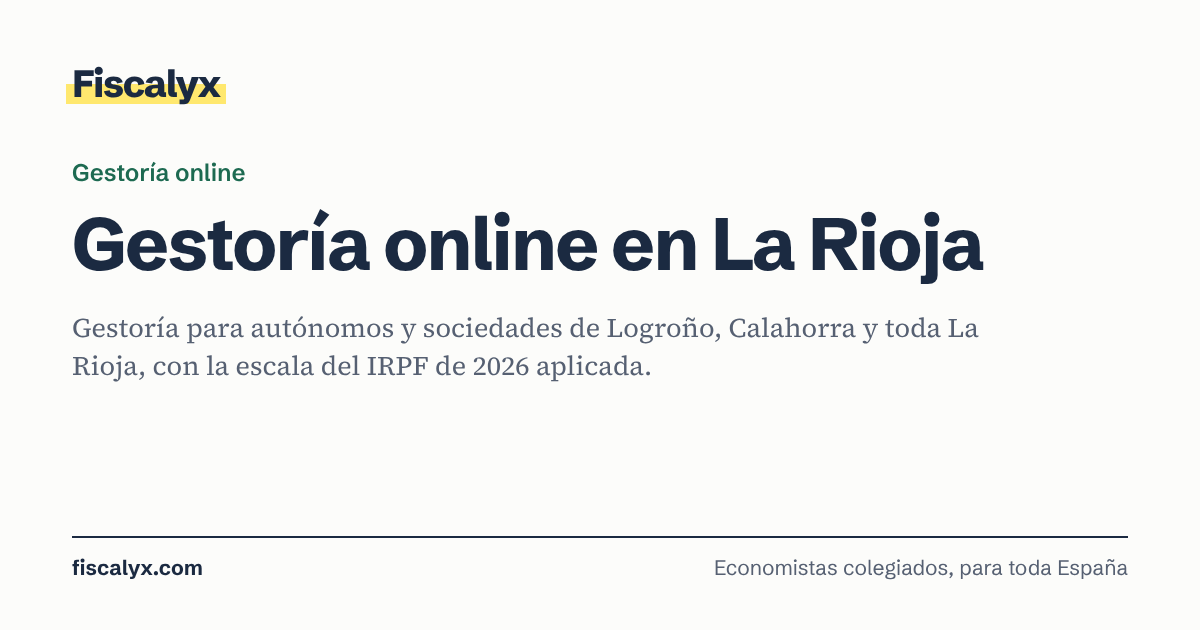 Fiscalyx
Gestoría online
Gestoría online en La Rioja
Gestoría para autónomos y sociedades de Logroño, Calahorra y toda La
Rioja, con la escala del IRPF de 2026 aplicada.
fiscalyx.com
Economistas colegiados, para toda España